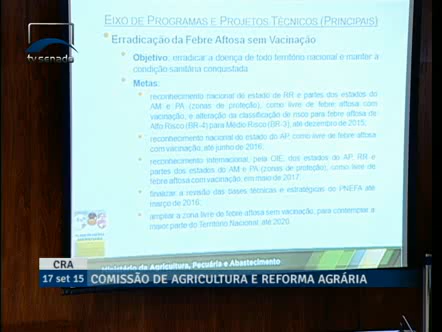 tv senado
EIXO DE PROGRAMAS E PROJETOS TÉCNICOS (PRINCIPAIS)
• Erradicação da Febre Aftosa sem Vacinação
• Objetivo: erradicar a doença de todo território nacional e manter a
condição sanitária conquistada
• Metas:
• reconhecimento nacional do estado de RR e partes dos estados do
AM e PA (zonas de proteção), como livre de febre aftosa com
vacinação, e alteração da classificação de risco para febre aftosa de
Alto Risco (BR-4) para Médio Risco (BR-3), até dezembro de 2015;
• reconhecimento nacional do estado do AP, como livre de febre aftosa
com vacinação, até junho de 2016;
• reconhecimento internacional, pela OIE, dos estados do AP, RR e
partes dos estados do AM e PA (zonas de proteção), como livre de
febre aftosa com vacinação, em maio de 2017.
• finalizar a revisão das bases técnicas e estratégicas do PNEFA até
março de 2016;
• ampliar a zona livre de febre aftosa sem vacinação, para contemplar a
maior parte do Território Nacional, até 2020.
Ministério da Agricultura, Pecuária e Abastecimento
CRA
17 set 15 COMISSÃO DE AGRICULTURA E REFORMA AGRÁRIA